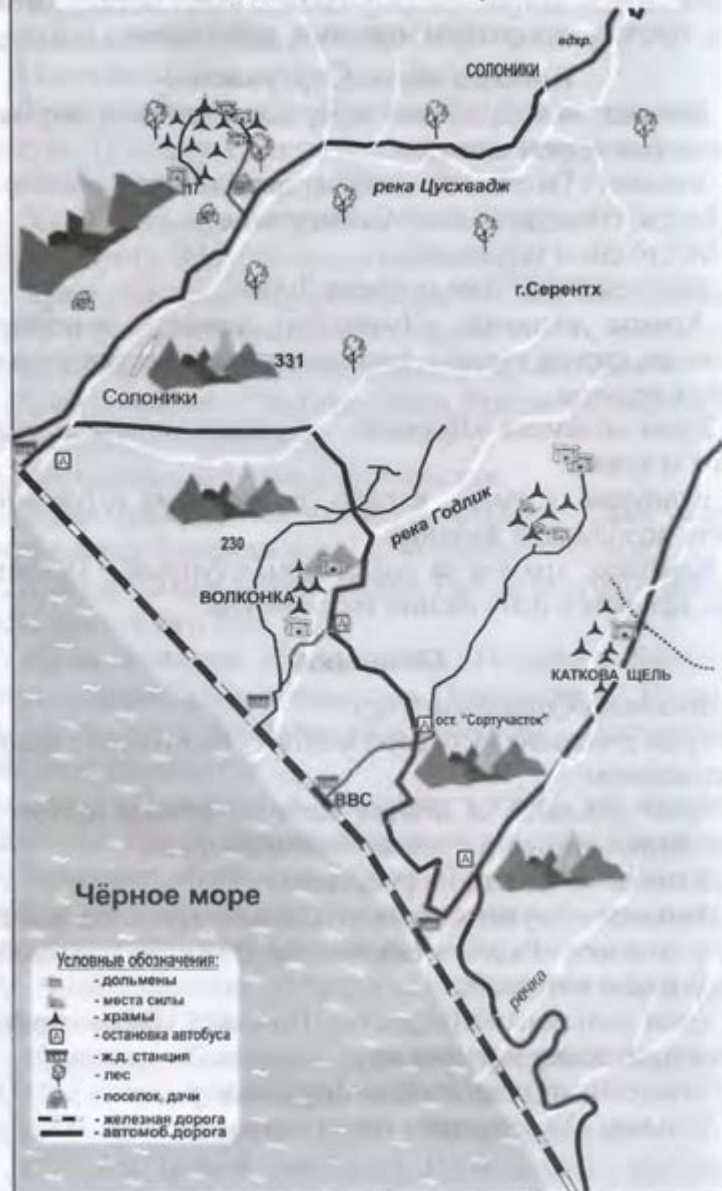 вдхр.
СОЛОНИКИ
река Цусхвадж
г.Серентх
331
Солоники
А
река Годлик
230
ВОЛКОНКА
А
КАТКОВА ЩЕЛЬ
А
ост. "Сортучасток"
ВВС
А
Чёрное море
речка
Условные обозначения:
- дольмены
- места силы
- храмы
А - остановка автобуса
- ж.д. станция
- лес
- поселок, дачи
- железная дорога
- автомоб.дорога